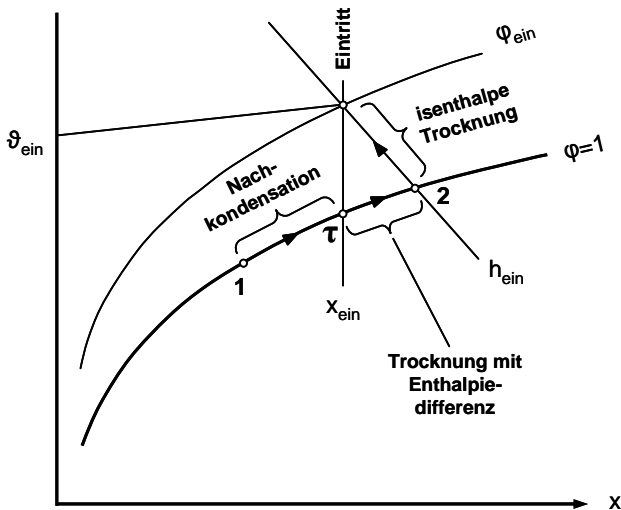 Eintritt
φein
isenthalpe
Trocknung
ϑein
φ=1
Nach-
kondensation
2
τ
1
hein
xein
Trocknung mit
Enthalpie-
differenz
x